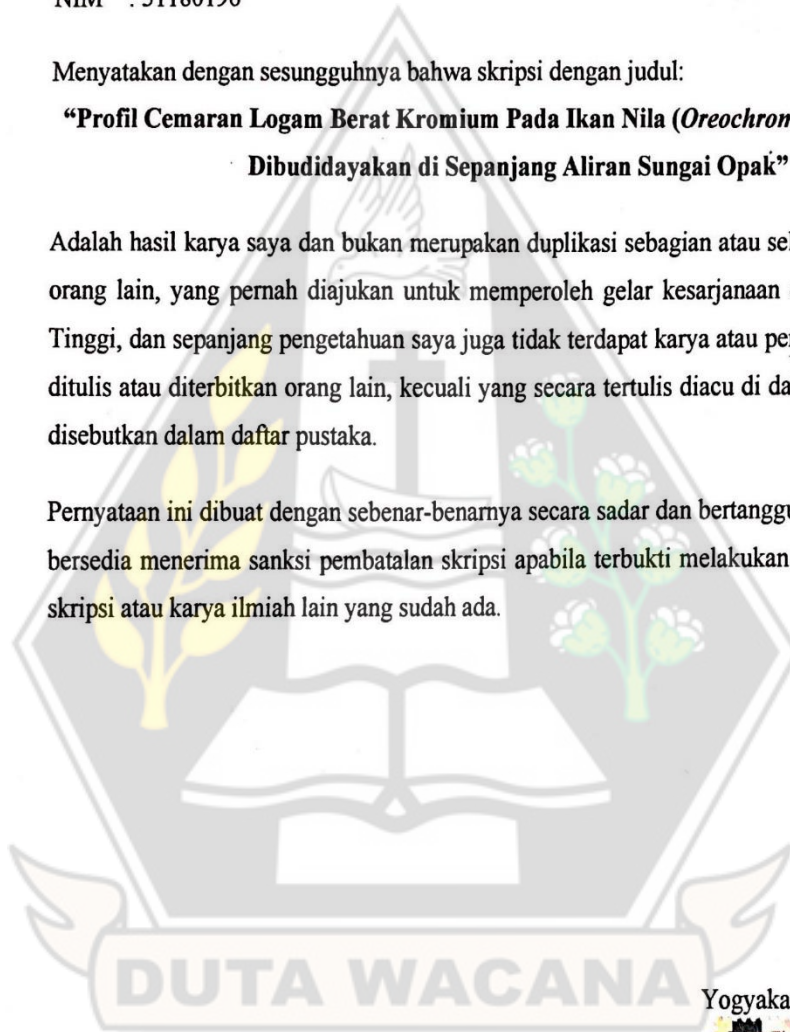 NIM : 31180190
Menyatakan dengan sesungguhnya bahwa skripsi dengan judul:
“Profil Cemaran Logam Berat Kromium Pada Ikan Nila (Oreochrom
Dibudidayakan di Sepanjang Aliran Sungai Opak”
Adalah hasil karya saya dan bukan merupakan duplikasi sebagian atau se
orang lain, yang pernah diajukan untuk memperoleh gelar kesarjanaan
Tinggi, dan sepanjang pengetahuan saya juga tidak terdapat karya atau pe
ditulis atau diterbitkan orang lain, kecuali yang secara tertulis diacu di da
disebutkan dalam daftar pustaka.
Pernyataan ini dibuat dengan sebenar-benarnya secara sadar dan bertanggu
bersedia menerima sanksi pembatalan skripsi apabila terbukti melakukan
skripsi atau karya ilmiah lain yang sudah ada.
DUTA WACANA
Yogyaka